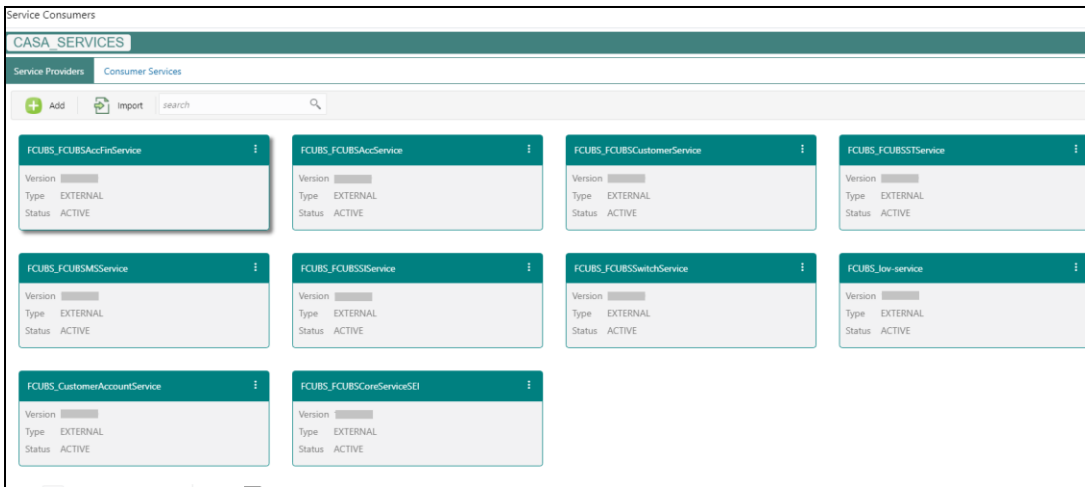 Service Consumers
CASA_SERVICES
Service Providers Consumer Services
Add Import search
FCUBS_FCUBSAccFinService FCUBS_FCUBSAccService FCUBS_FCUBSCustomerService FCUBS_FCUBSSTService
Version Version Version Version
Type EXTERNAL Type EXTERNAL Type EXTERNAL Type EXTERNAL
Status ACTIVE Status ACTIVE Status ACTIVE Status ACTIVE
FCUBS_FCUBSMSService FCUBS_FCUBSSIService FCUBS_FCUBSSwitchService FCUBS_lov-service
Version Version Version Version
Type EXTERNAL Type EXTERNAL Type EXTERNAL Type EXTERNAL
Status ACTIVE Status ACTIVE Status ACTIVE Status ACTIVE
FCUBS_CustomerAccountService FCUBS_FCUBSCoreServiceSEI
Version Version
Type EXTERNAL Type EXTERNAL
Status ACTIVE Status ACTIVE